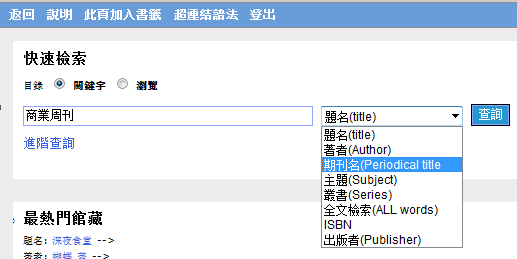 返回 說明 此頁加入書籤 超連結語法 登出
快速檢索
目錄 關鍵字 瀏覽
商業周刊 題名(title) 查詢
題名(title)
著者(Author)
期刊名(Periodical title
主題(Subject)
叢書(Series)
全文檢索(ALL words)
ISBN
出版者(Publisher)
進階查詢
最熱門館藏
題名: 深夜食堂 -->
著者: 蝴蝶 著 -->